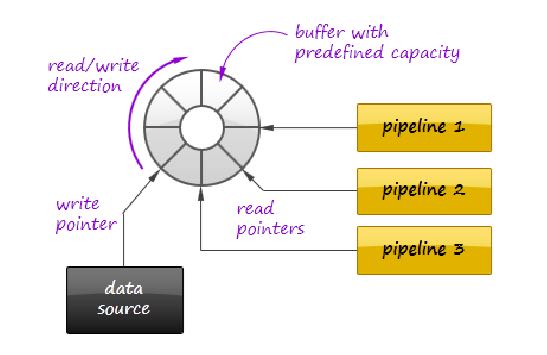 buffer with
predefined capacity
read/write
direction
pipeline 1
pipeline 2
write
pointer
read
pointers
pipeline 3
data
source